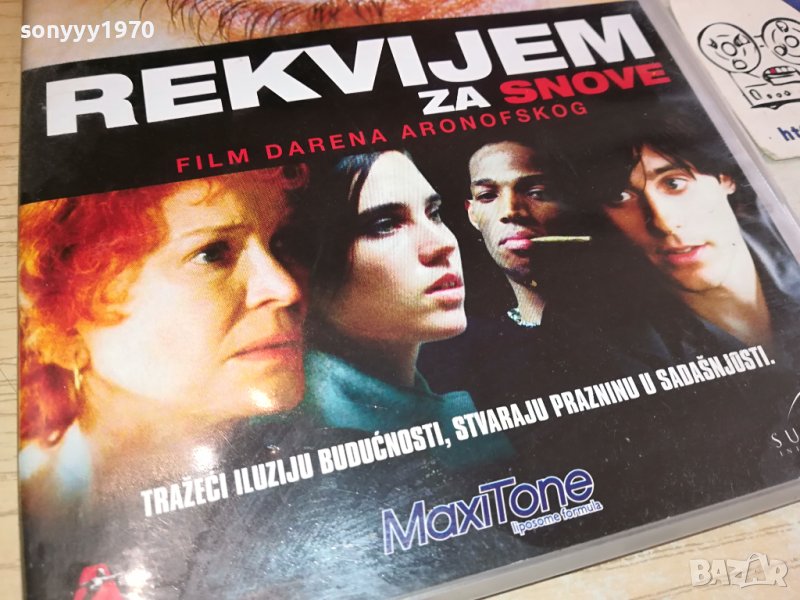 sonyyy1970
REKVIJEM
ZA SNOVE
FILM DARENA ARONOFSKOG
TRAŽEĆI ILUZIJU BUDUĆNOSTI, STVARAJU PRAZNINU U SADAŠNJOSTI.
MaxiTone
liposome formula
BAZAR